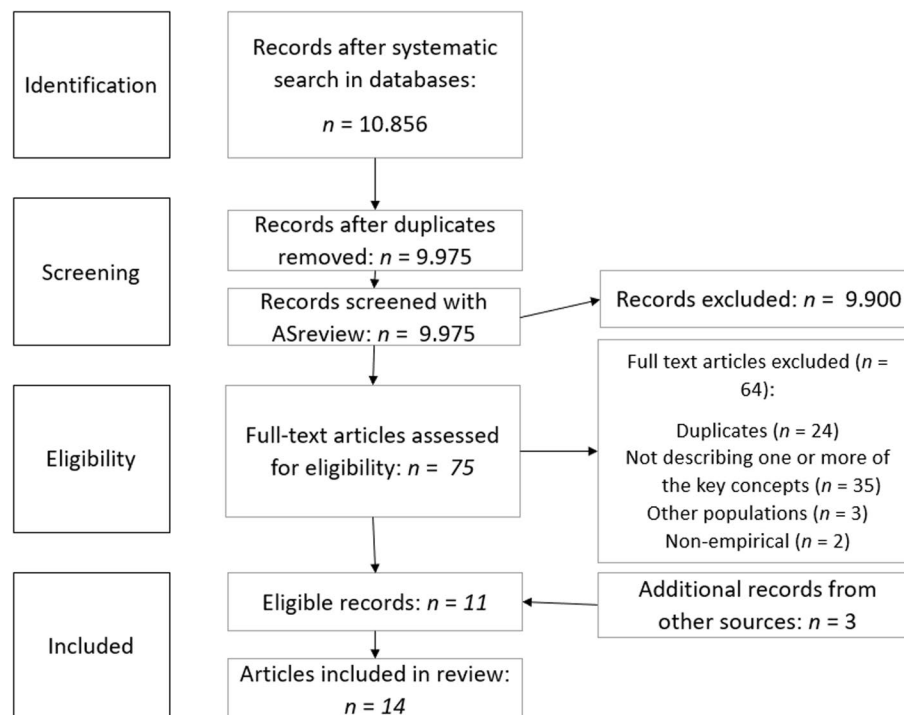 Identification
Records after systematic
search in databases:
n = 10.856
Screening
Records after duplicates
removed: n = 9.975
Records screened with
ASreview: n = 9.975
Records excluded: n = 9.900
Eligibility
Full-text articles assessed
for eligibility: n = 75
Full text articles excluded (n =
64):
Duplicates (n = 24)
Not describing one or more of
the key concepts (n = 35)
Other populations (n = 3)
Non-empirical (n = 2)
Included
Eligible records: n = 11
Additional records from
other sources: n = 3
Articles included in review:
n = 14